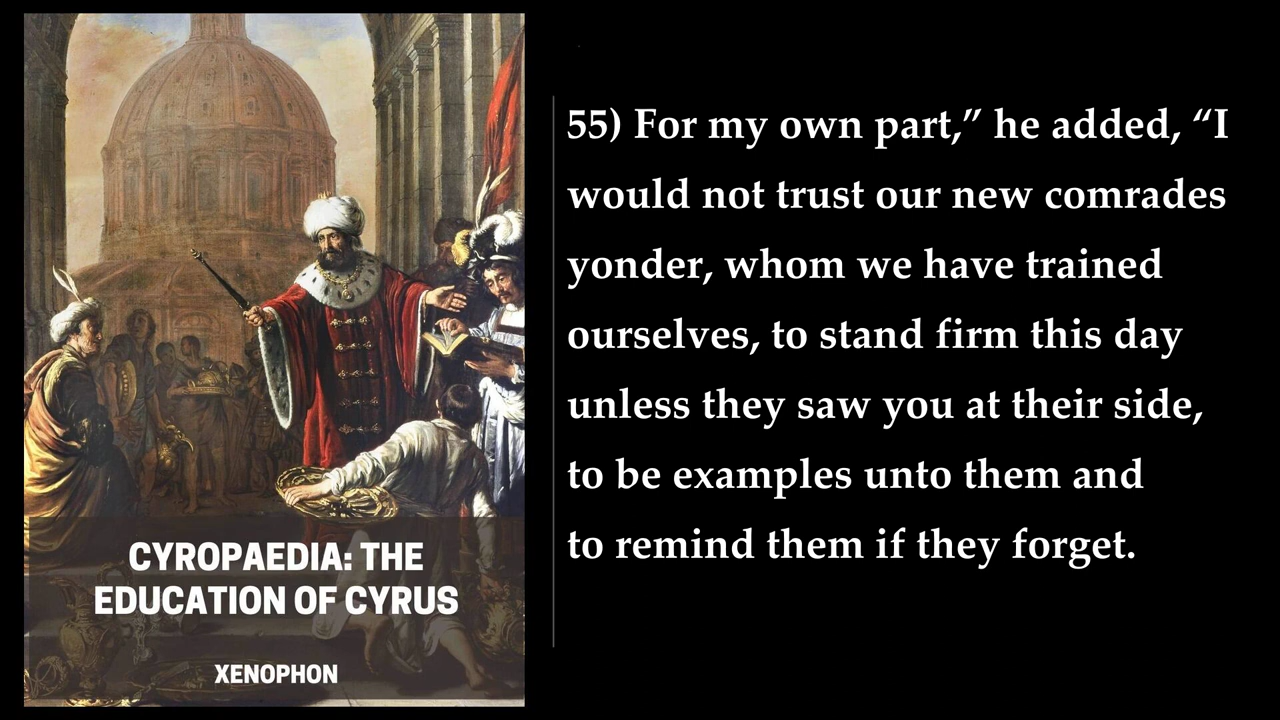 CYROPAEDIA: THE
EDUCATION OF CYRUS
XENOPHON
55) For my own part,” he added, “I
would not trust our new comrades
yonder, whom we have trained
ourselves, to stand firm this day
unless they saw you at their side,
to be examples unto them and
to remind them if they forget.